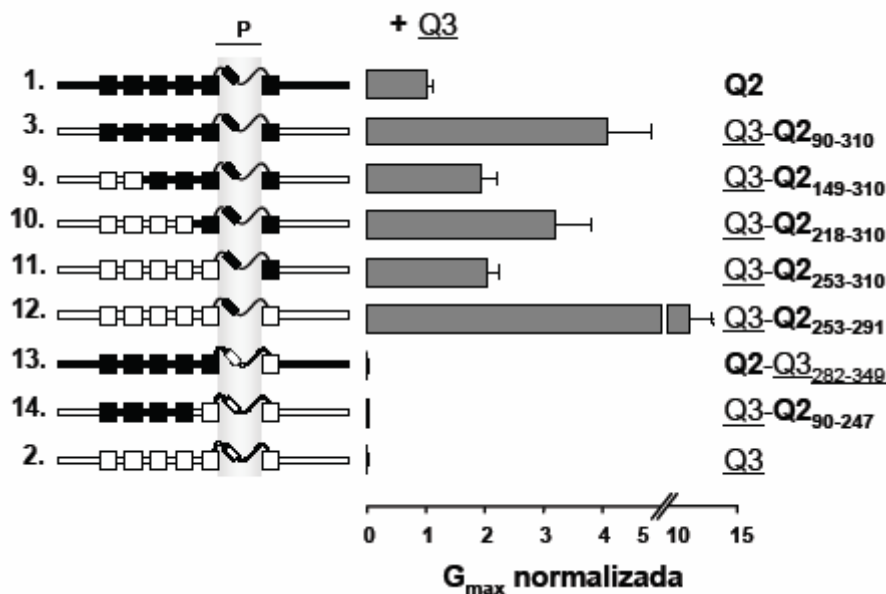 P
+ Q3
1. Q2
3. Q3-Q2₉₀₋₃₁₀
9. Q3-Q2₁₄₉₋₃₁₀
10. Q3-Q2₂₁₈₋₃₁₀
11. Q3-Q2₂₅₃₋₃₁₀
12. Q3-Q2₂₅₃₋₂₉₁
13. Q2-Q3₂₈₂₋₃₄₉
14. Q3-Q2₉₀₋₂₄₇
2. Q3
0 1 2 3 4 5 10 15
Gmax normalizada